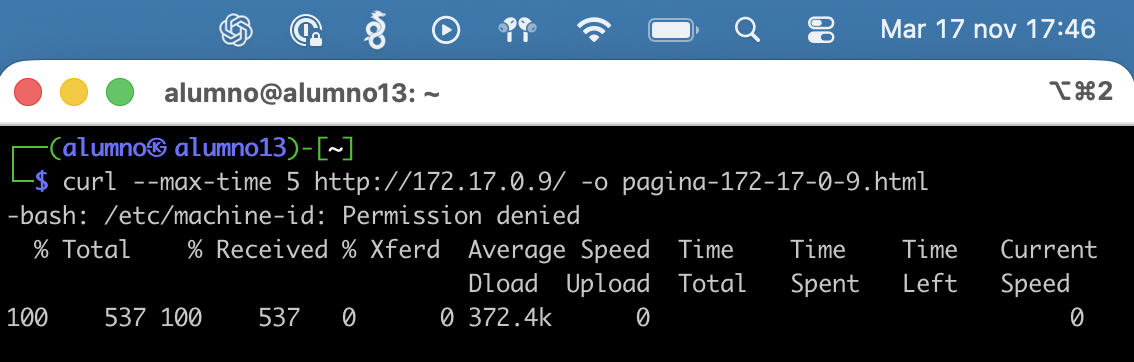 Mar 17 nov 17:46
alumno@alumno13: ~
⌥⌘2
┌──(alumno㉿alumno13)-[~]
└─$ curl --max-time 5 http://172.17.0.9/ -o pagina-172-17-0-9.html
-bash: /etc/machine-id: Permission denied
% Total % Received % Xferd Average Speed Time Time Time Current
Dload Upload Total Spent Left Speed
100 537 100 537 0 0 372.4k 0 0